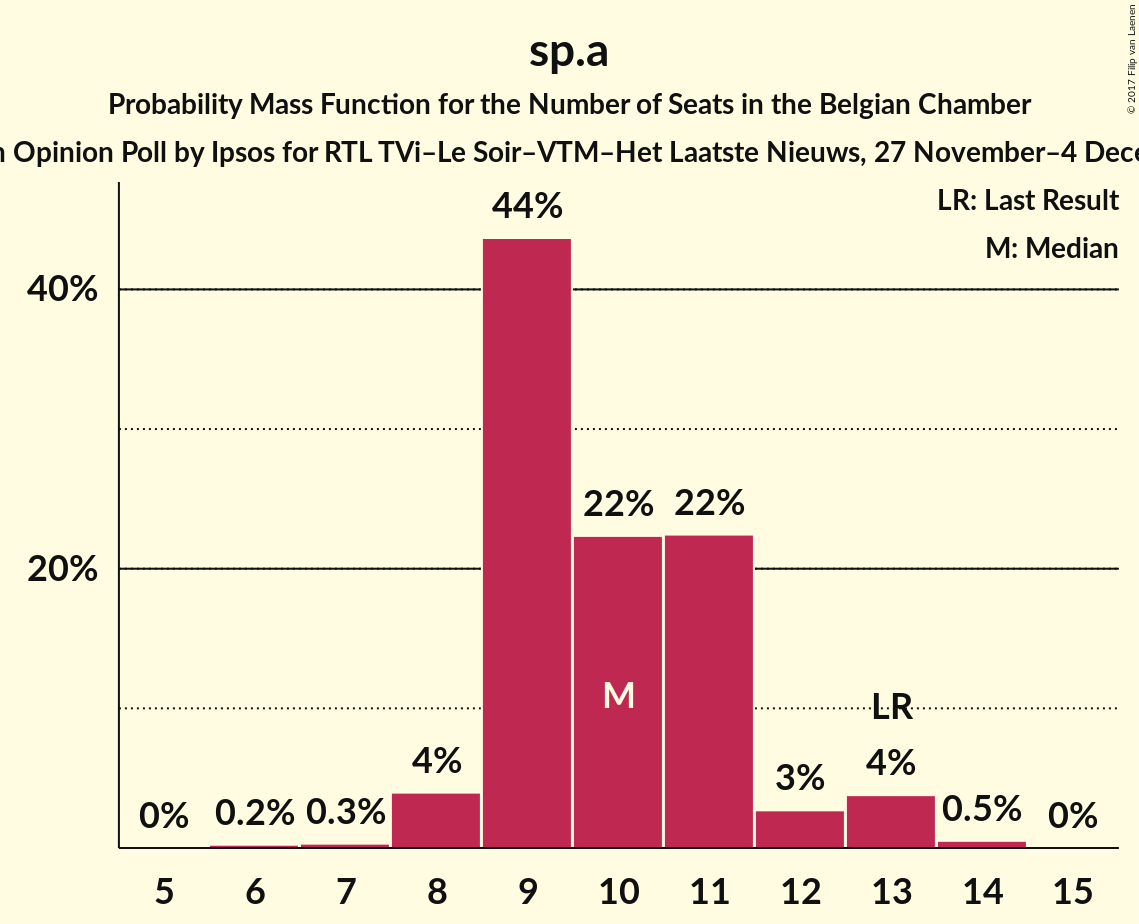 sp.a
Probability Mass Function for the Number of Seats in the Belgian Chamber
Opinion Poll by Ipsos for RTL TVi–Le Soir–VTM–Het Laatste Nieuws, 27 November–4
LR: Last Result
M: Median
© 2017 Filip van Laenen
44%
40%
22% 22%
20%
M
LR
4% 3% 4%
0% 0.2% 0.3% 0.5% 0%
5 6 7 8 9 10 11 12 13 14 15